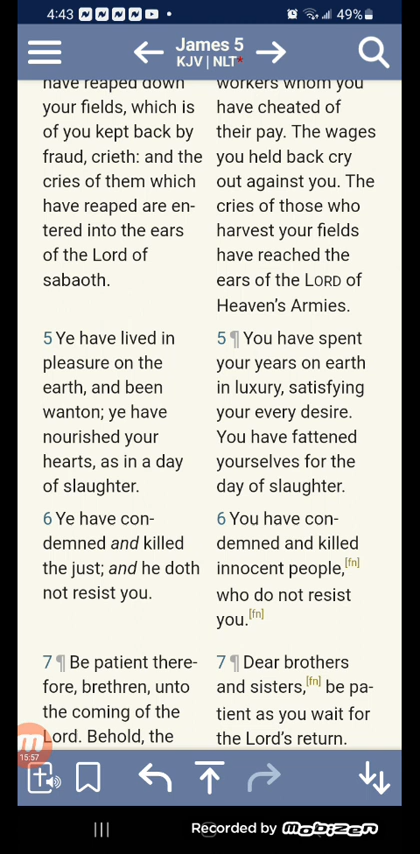 4:43
49%
James 5
KJV | NLT*
have reaped down
your fields, which is
of you kept back by
fraud, crieth: and the
cries of them which
have reaped are en-
tered into the ears
of the Lord of
sabaoth.
5 Ye have lived in
pleasure on the
earth, and been
wanton; ye have
nourished your
hearts, as in a day
of slaughter.
6 Ye have con-
demned and killed
the just; and he doth
not resist you.
7 ¶ Be patient there-
fore, brethren, unto
the coming of the
Lord. Behold, the
workers whom you
have cheated of
their pay. The wages
you held back cry
out against you. The
cries of those who
harvest your fields
have reached the
ears of the LORD of
Heaven's Armies.
5 ¶ You have spent
your years on earth
in luxury, satisfying
your every desire.
You have fattened
yourselves for the
day of slaughter.
6 You have con-
demned and killed
innocent people,[fn]
who do not resist
you.[fn]
7 ¶ Dear brothers
and sisters,[fn] be pa-
tient as you wait for
the Lord's return.
15:57
Recorded by Mobizen